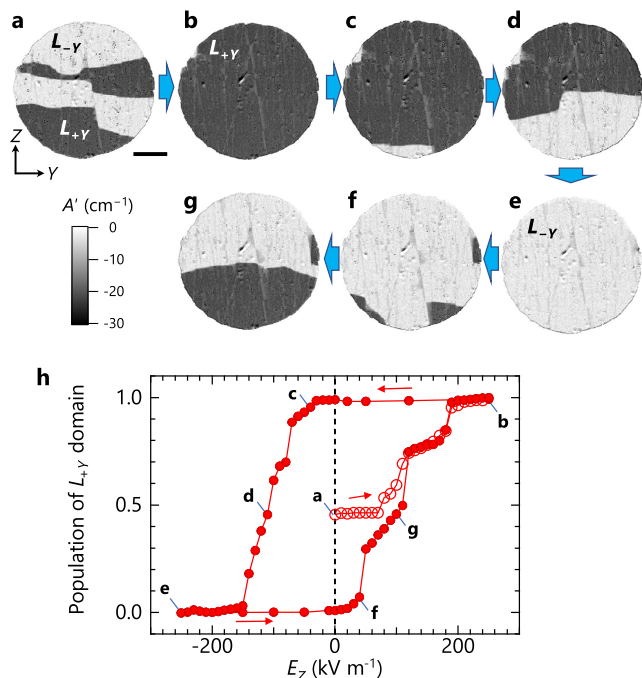 a
b
c
d
L₋Y
L₊Y
L₊Y
Z
Y
A′ (cm⁻¹)
0
-10
-20
-30
g
f
e
L₋Y
h
Population of L₊Y domain
1.0
0.5
0.0
c
b
d
a
g
e
f
-200
0
200
E_Z (kV m⁻¹)